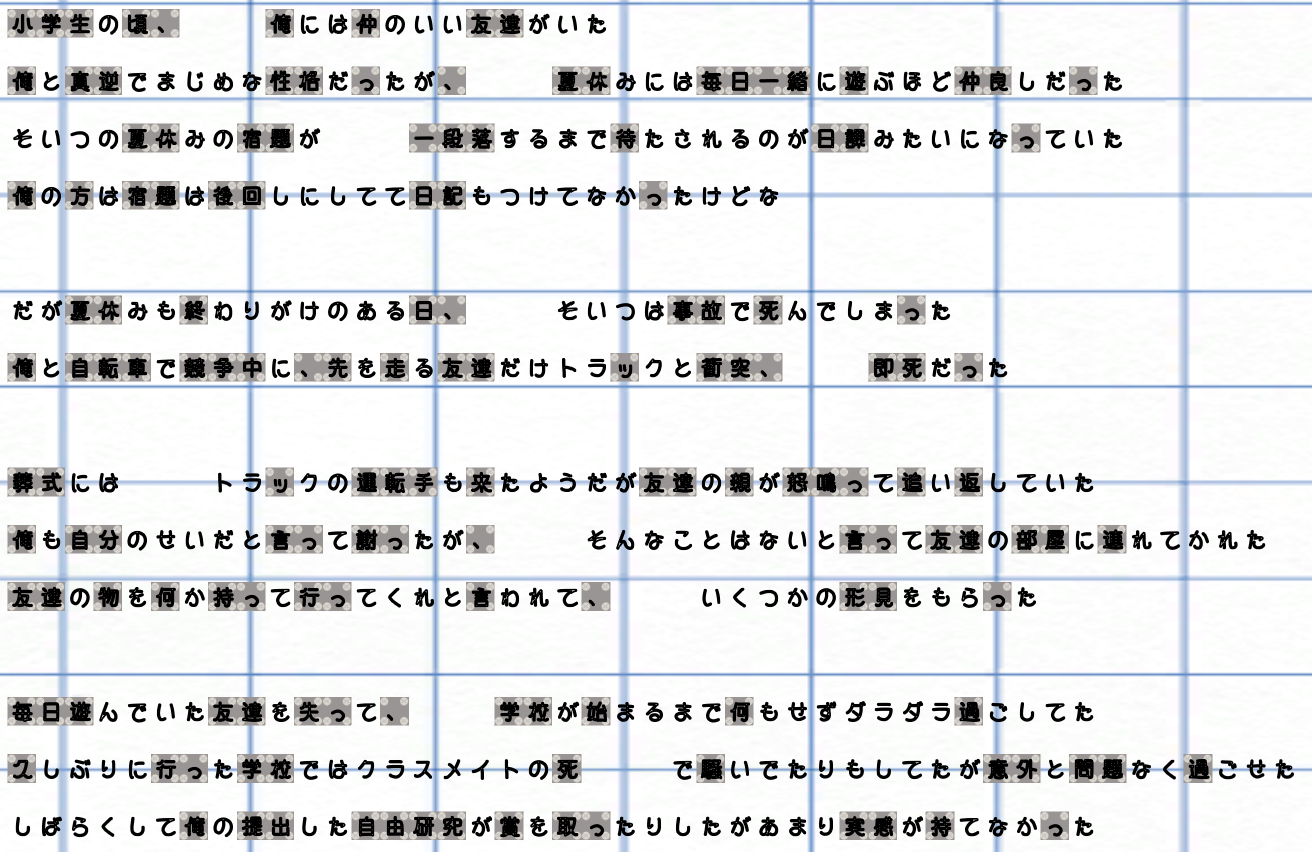 小学生の頃、　　　俺には仲のいい友達がいた
俺と真逆でまじめな性格だったが、　　　夏休みには毎日一緒に遊ぶほど仲良しだった
そいつの夏休みの宿題が　　　一段落するまで待たされるのが日課みたいになっていた
俺の方は宿題は後回しにしてて日記もつけてなかったけどな
だが夏休みも終わりがけのある日、　　　そいつは事故で死んでしまった
俺と自転車で競争中に、先を走る友達だけトラックと衝突、　　　即死だった
葬式には　　　トラックの運転手も来たようだが友達の親が怒鳴って追い返していた
俺も自分のせいだと言って謝ったが、　　　そんなことはないと言って友達の部屋に連れてかれた
友達の物を何か持って行ってくれと言われて、　　　いくつかの形見をもらった
毎日遊んでいた友達を失って、　　　学校が始まるまで何もせずダラダラ過ごしてた
久しぶりに行った学校ではクラスメイトの死　　　で騒いでたりもしてたが意外と問題なく過ごせた
しばらくして俺の提出した自由研究が賞を取ったりしたがあまり実感が持てなかった